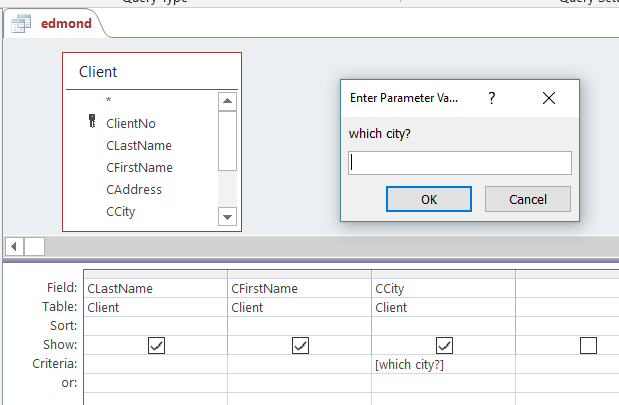 Query Type
edmond
Client
*
ClientNo
CLastName
CFirstName
CAddress
CCity
Enter Parameter Va... ?
which city?
OK Cancel
Field: CLastName CFirstName CCity
Table: Client Client Client
Sort:
Show:
Criteria: [which city?]
or: